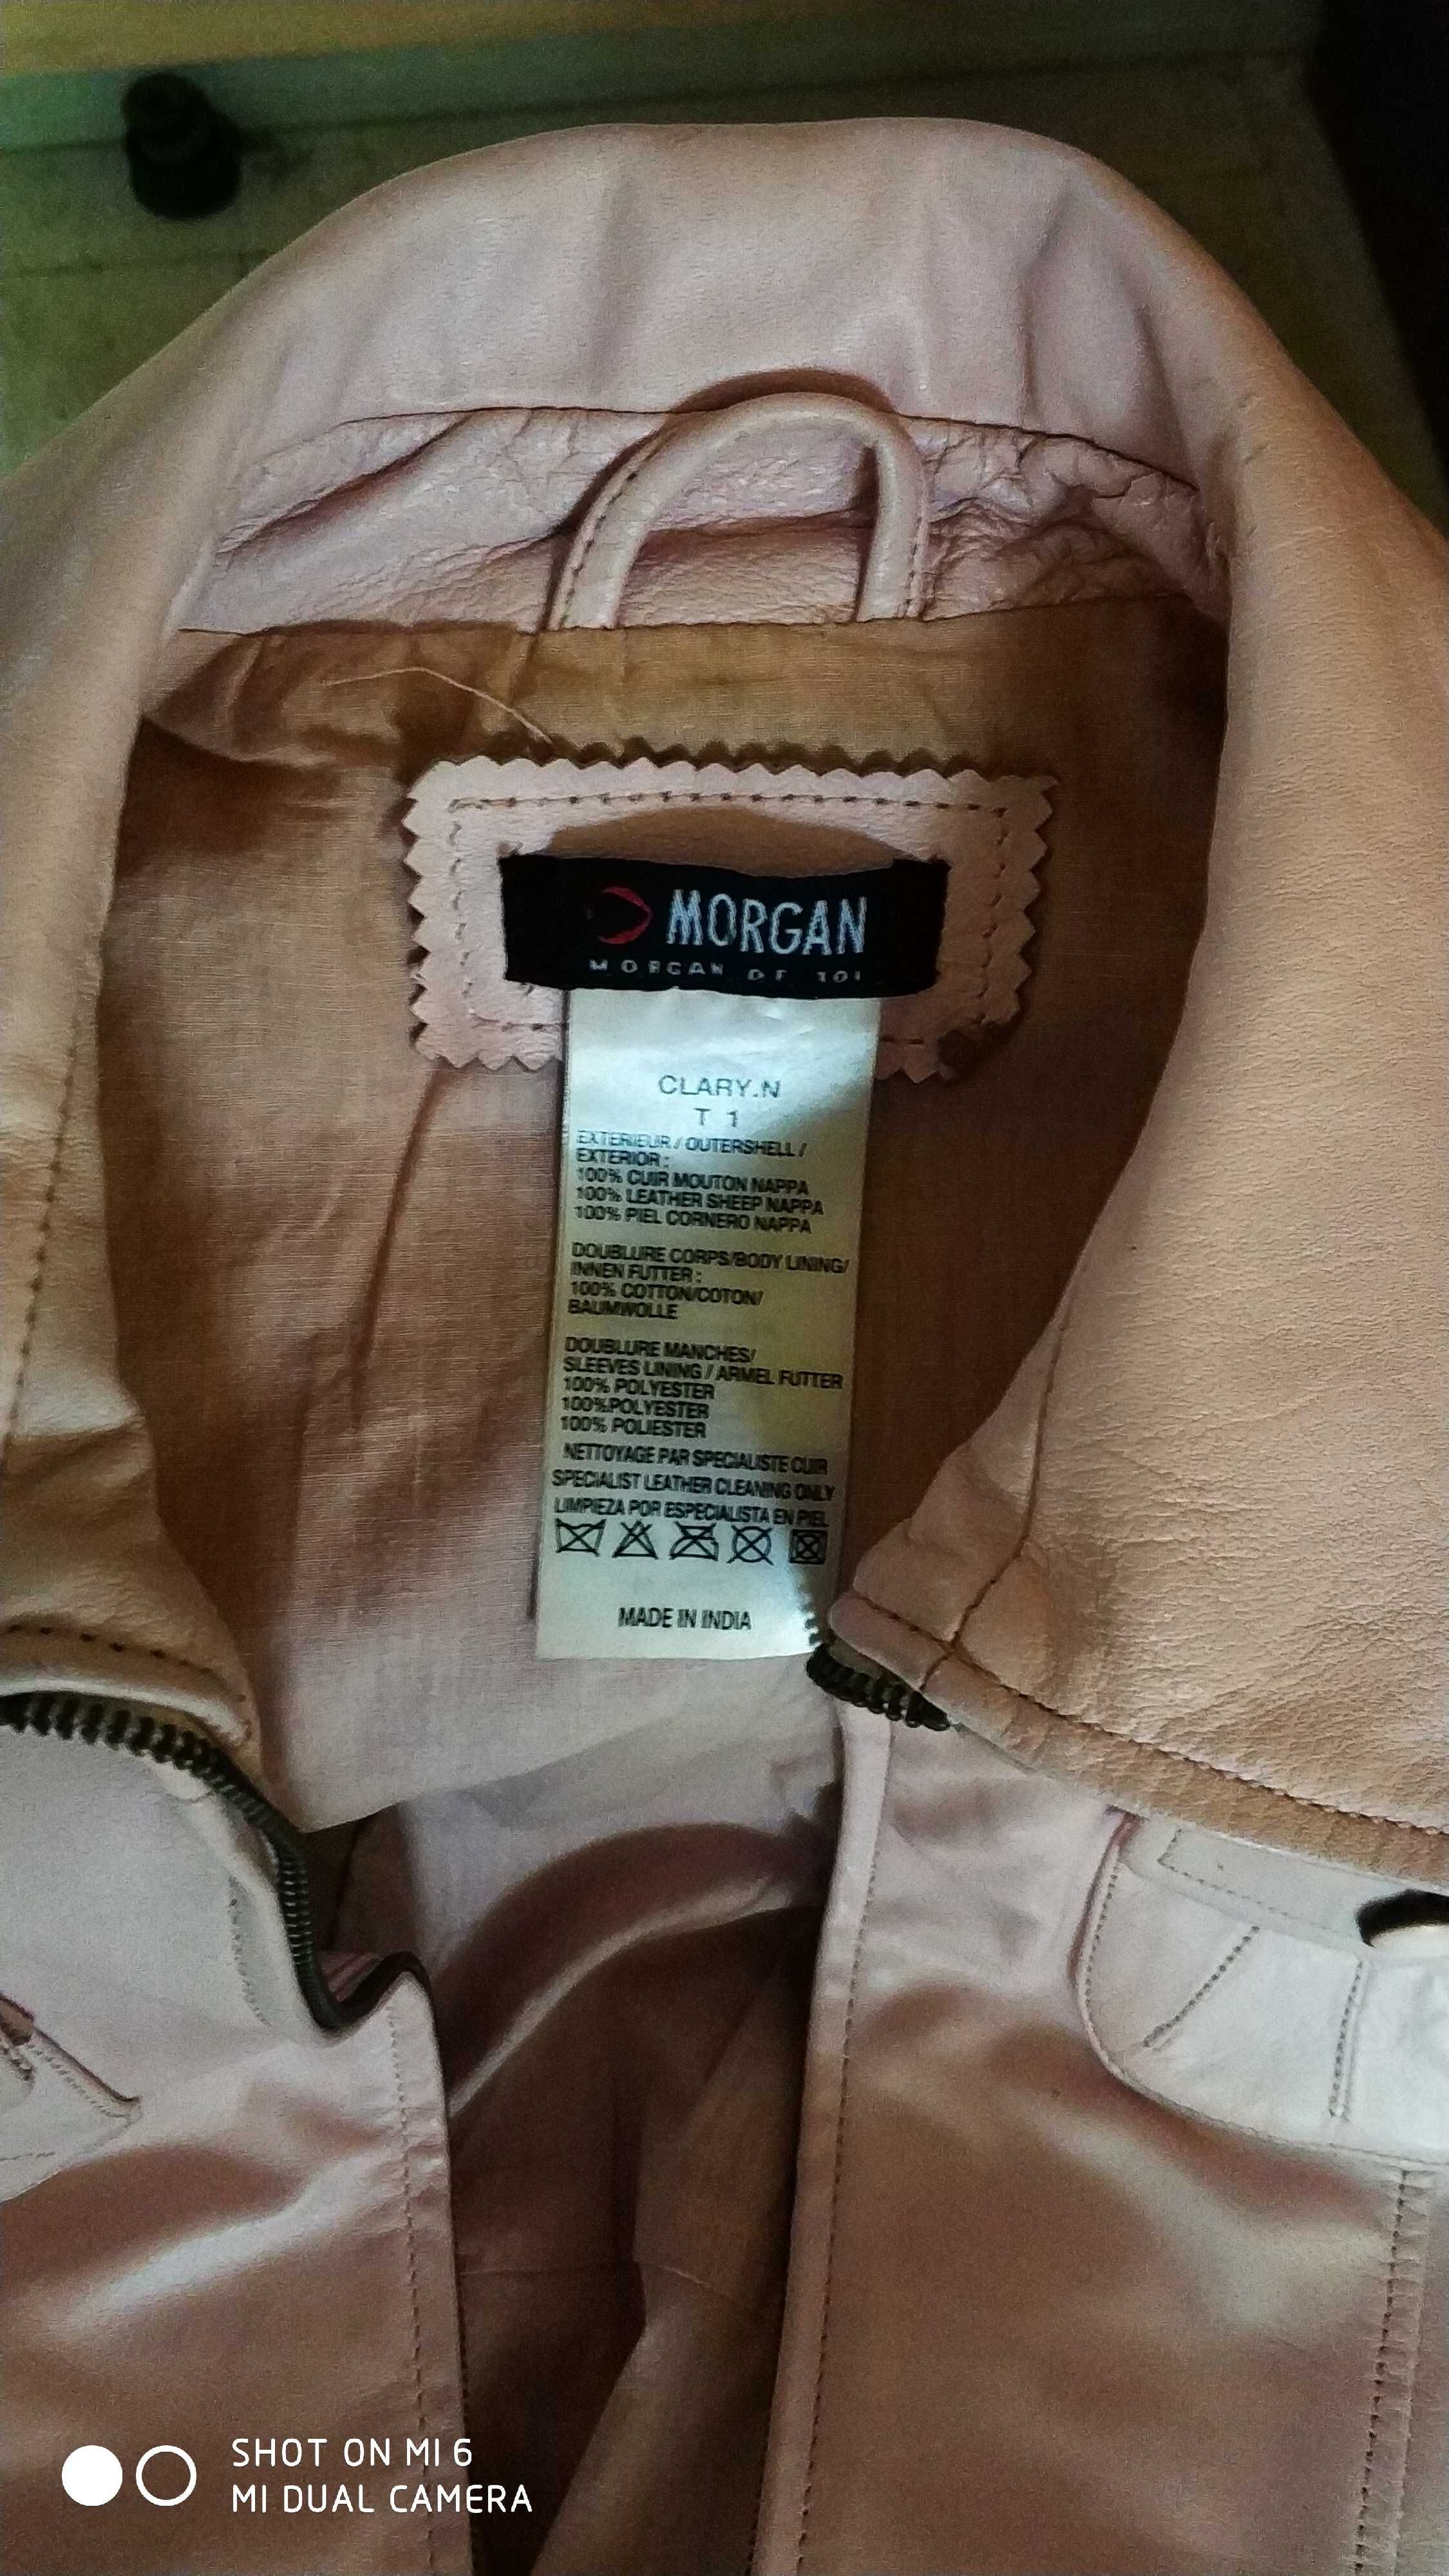 MORGAN
MORGAN DE TOI
CLARY.N
T 1
EXTERIEUR / OUTERSHELL /
EXTERIOR :
100% CUIR MOUTON NAPPA
100% LEATHER SHEEP NAPPA
100% PIEL CORNERO NAPPA
DOUBLURE CORPS/BODY LINING/
INNEN FUTTER :
100% COTTON/COTON/
BAUMWOLLE
DOUBLURE MANCHES/
SLEEVES LINING / ARMEL FUTTER
100% POLYESTER
100%POLYESTER
100% POLIESTER
NETTOYAGE PAR SPECIALISTE CUIR
SPECIALIST LEATHER CLEANING ONLY
LIMPIEZA POR ESPECIALISTA EN PIEL
MADE IN INDIA
SHOT ON MI 6
MI DUAL CAMERA